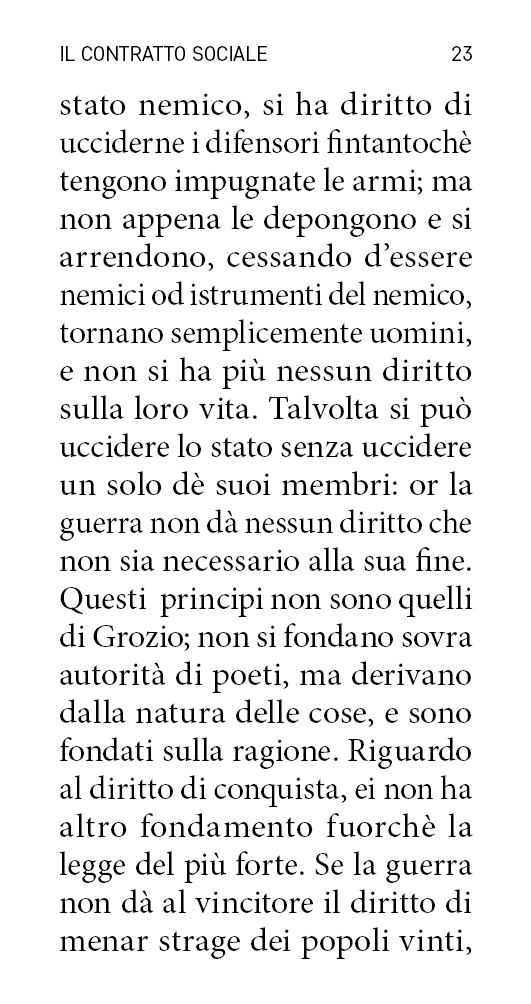 IL CONTRATTO SOCIALE 23
stato nemico, si ha diritto di
ucciderne i difensori fintantochè
tengono impugnate le armi; ma
non appena le depongono e si
arrendono, cessando d’essere
nemici od istrumenti del nemico,
tornano semplicemente uomini,
e non si ha più nessun diritto
sulla loro vita. Talvolta si può
uccidere lo stato senza uccidere
un solo dè suoi membri: or la
guerra non dà nessun diritto che
non sia necessario alla sua fine.
Questi principi non sono quelli
di Grozio; non si fondano sovra
autorità di poeti, ma derivano
dalla natura delle cose, e sono
fondati sulla ragione. Riguardo
al diritto di conquista, ei non ha
altro fondamento fuorchè la
legge del più forte. Se la guerra
non dà al vincitore il diritto di
menar strage dei popoli vinti,